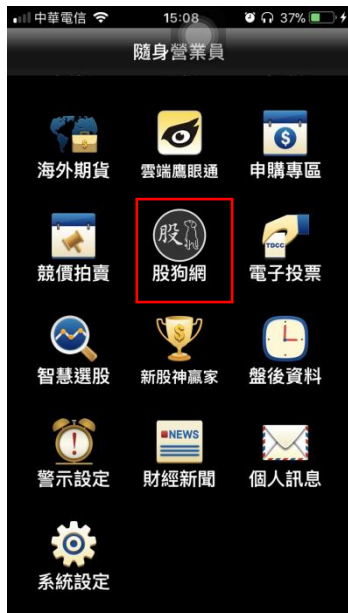 中華電信 15:08 37%
隨身營業員
$
海外期貨 雲端鷹眼通 申購專區
股
TDCC
競價拍賣 股狗網 電子投票
$
智慧選股 新股神贏家 盤後資料
NEWS
警示設定 財經新聞 個人訊息
系統設定